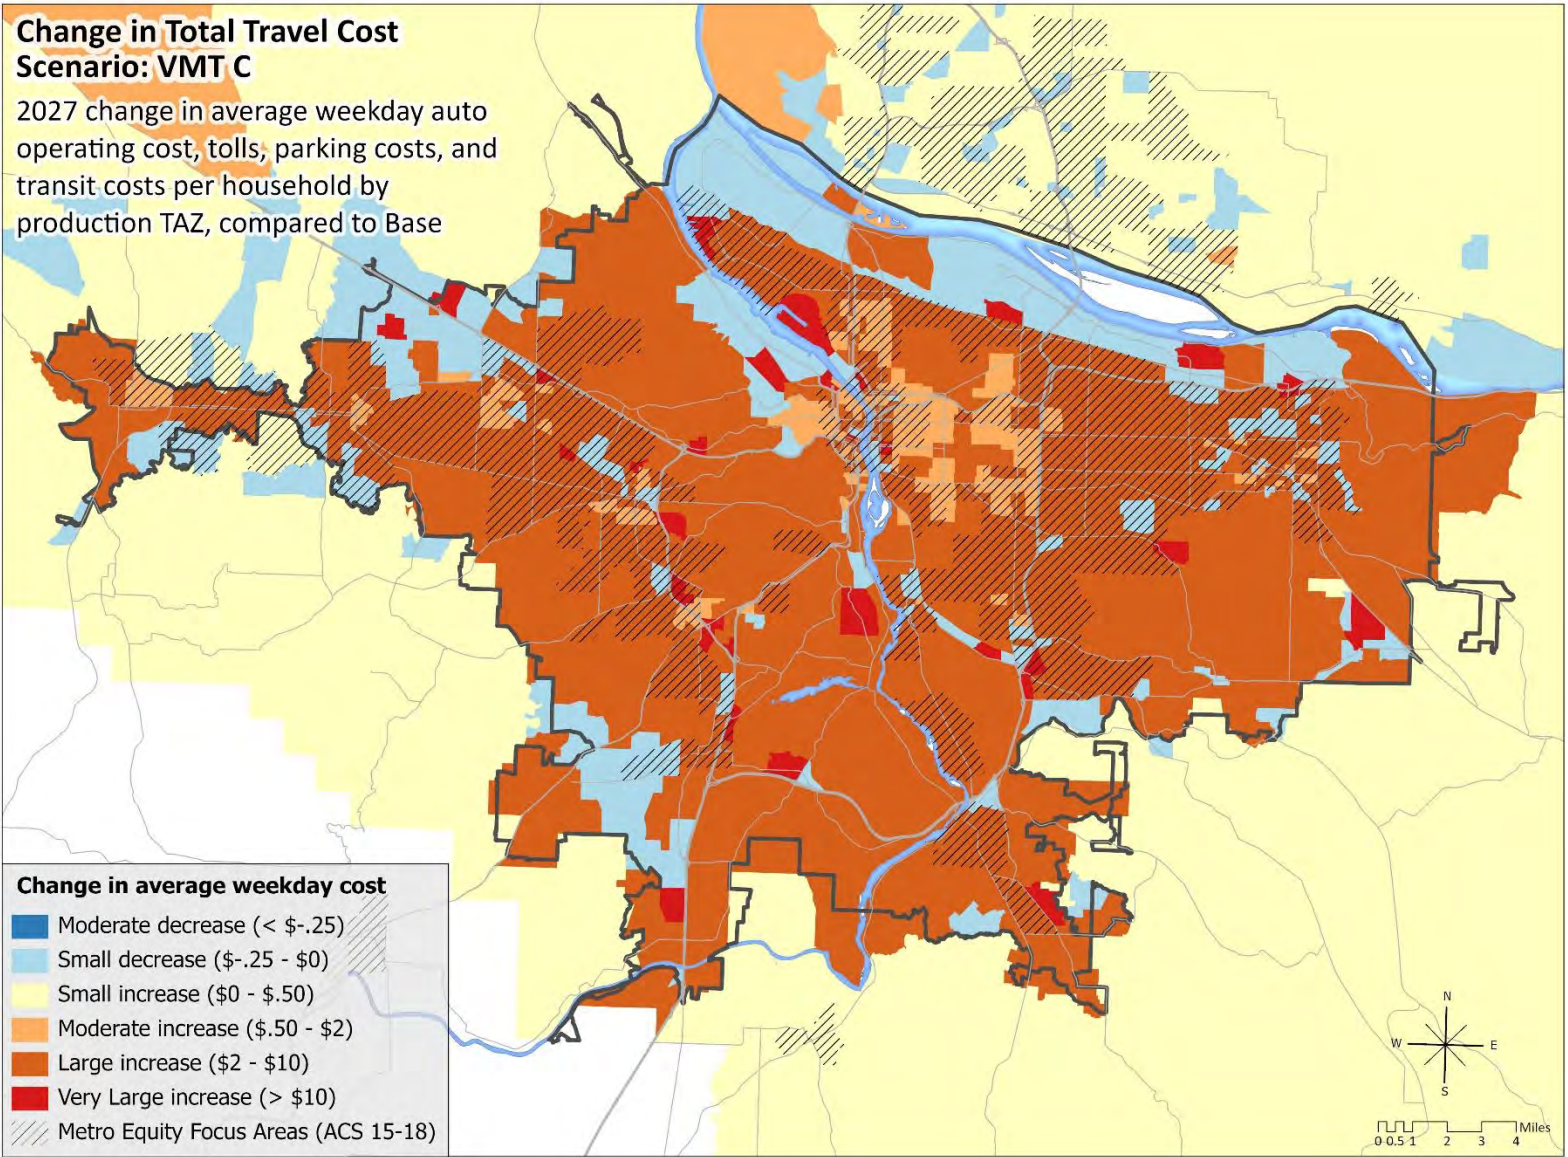 Change in Total Travel Cost
Scenario: VMT C
2027 change in average weekday auto
operating cost, tolls, parking costs, and
transit costs per household by
production TAZ, compared to Base
Change in average weekday cost
Moderate decrease (< $-.25)
Small decrease ($-.25 - $0)
Small increase ($0 - $.50)
Moderate increase ($.50 - $2)
Large increase ($2 - $10)
Very Large increase (> $10)
Metro Equity Focus Areas (ACS 15-18)
N
W E
S
Miles
0 0.5 1 2 3 4